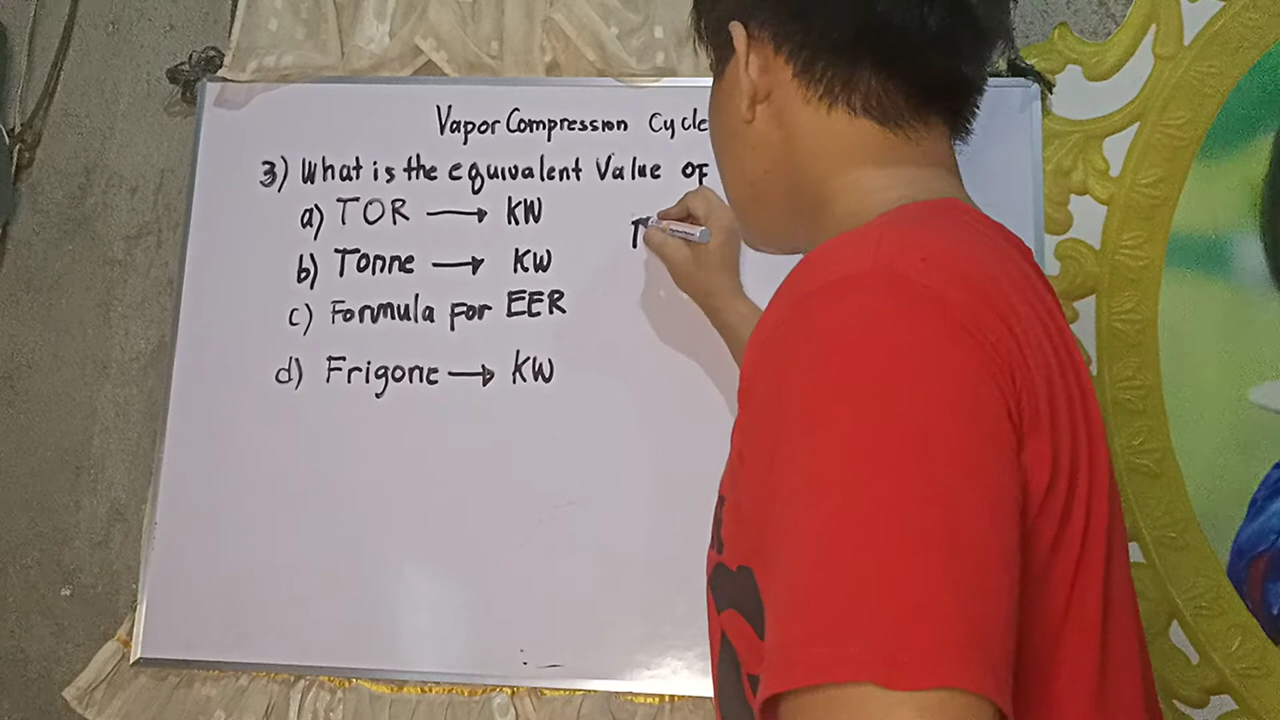 Vapor Compression Cycle
3) What is the equivalent Value of
a) TOR → KW
b) Tonne → KW
c) Formula for EER
d) Frigone → KW